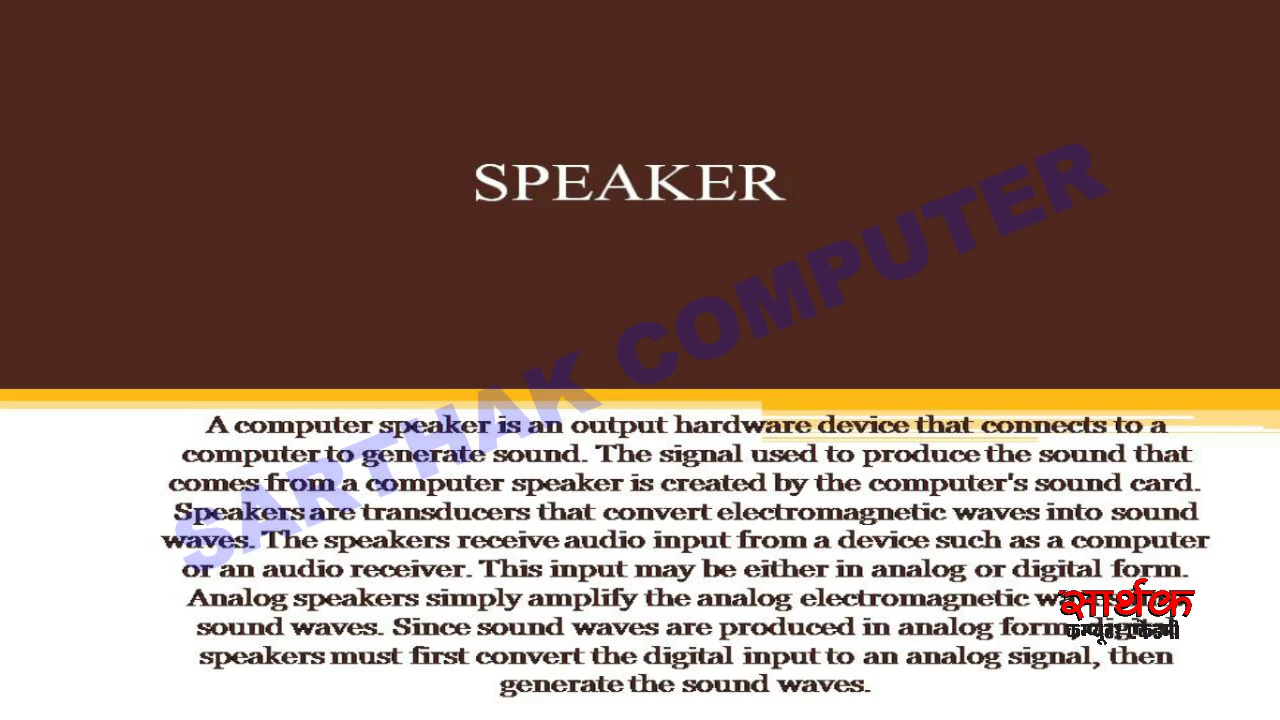 SPEAKER
SARTHAK COMPUTER
A computer speaker is an output hardware device that connects to a
computer to generate sound. The signal used to produce the sound that
comes from a computer speaker is created by the computer's sound card.
Speakers are transducers that convert electromagnetic waves into sound
waves. The speakers receive audio input from a device such as a computer
or an audio receiver. This input may be either in analog or digital form.
Analog speakers simply amplify the analog electromagnetic
sound waves. Since sound waves are produced in analog form, digital
speakers must first convert the digital input to an analog signal, then
generate the sound waves.
सार्थक